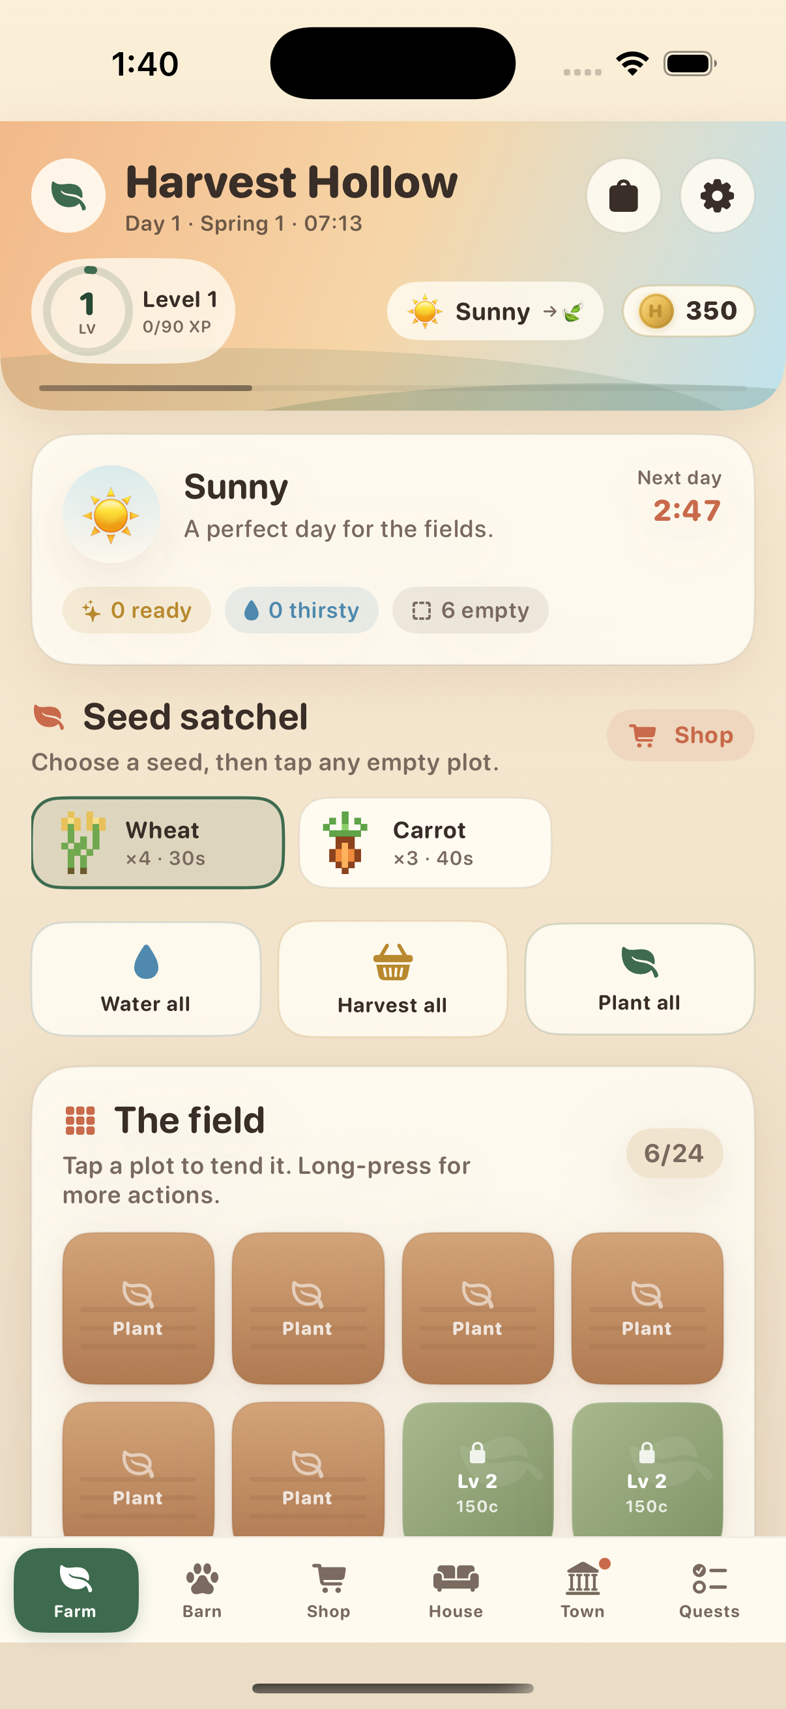 1:40
Harvest Hollow
Day 1 · Spring 1 · 07:13
1
LV
Level 1
0/90 XP
Sunny →
H
350
Sunny
A perfect day for the fields.
Next day
2:47
0 ready
0 thirsty
6 empty
Seed satchel
Choose a seed, then tap any empty plot.
Shop
Wheat
×4 · 30s
Carrot
×3 · 40s
Water all
Harvest all
Plant all
The field
Tap a plot to tend it. Long-press for
more actions.
6/24
Plant
Plant
Plant
Plant
Plant
Plant
Lv 2
150c
Lv 2
150c
Farm
Barn
Shop
House
Town
Quests